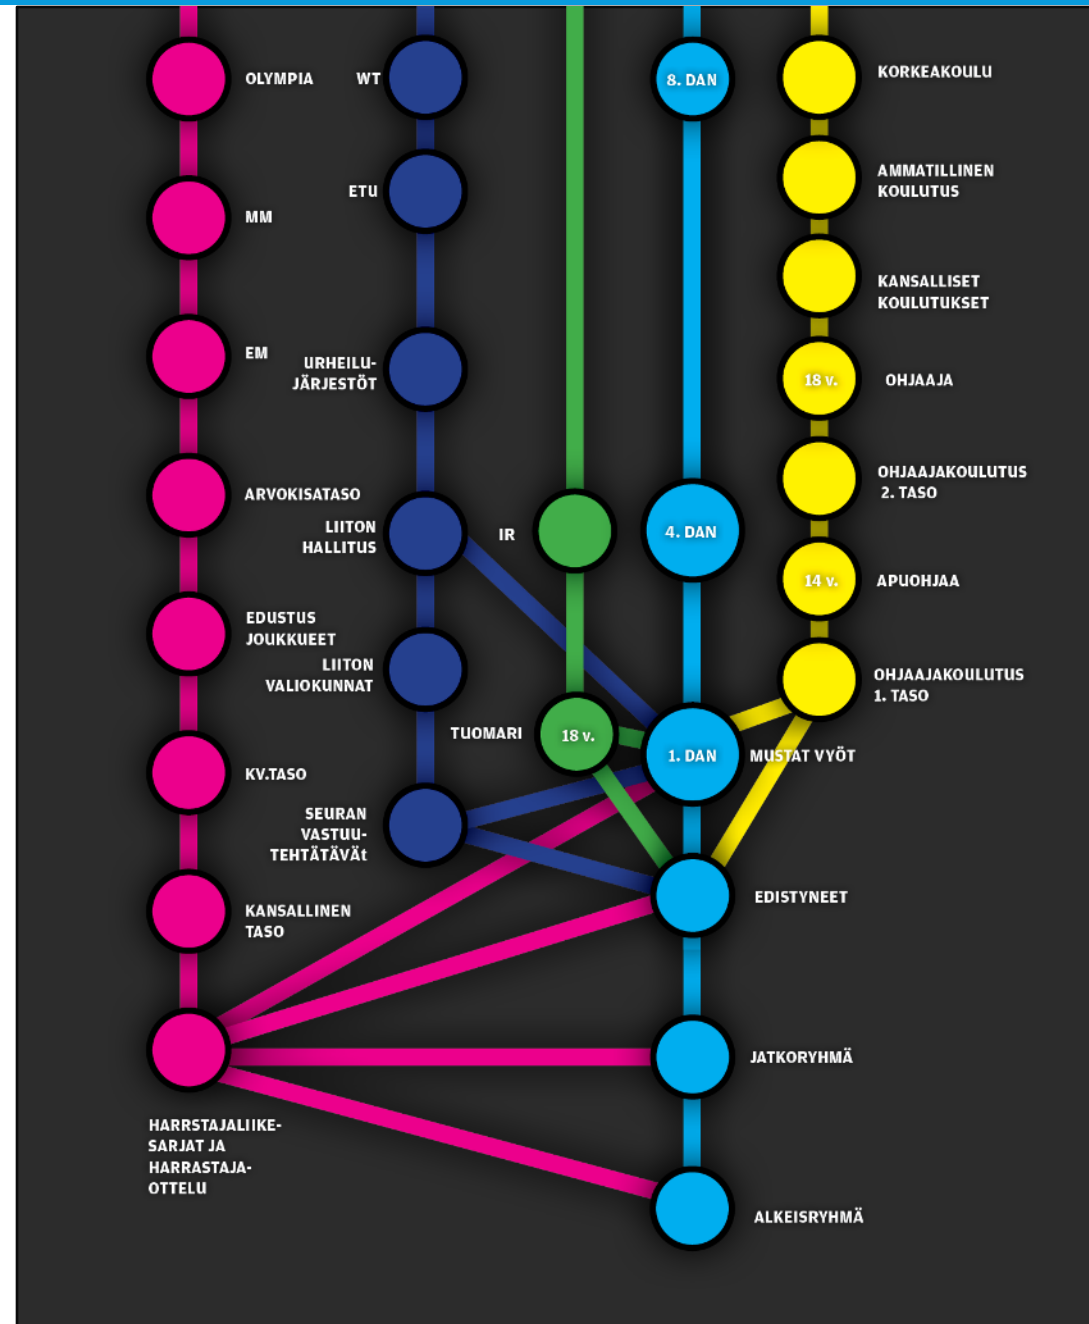 OLYMPIA
WT
8. DAN
KORKEAKOULU
AMMATILLINEN
KOULUTUS
ETU
MM
KANSALLISET
KOULUTUKSET
EM
URHEILU-
JÄRJESTÖT
18 v.
OHJAAJA
ARVOKISATASO
OHJAAJAKOULUTUS
2. TASO
LIITON
HALLITUS
IR
4. DAN
14 v.
APUOHJAA
EDUSTUS
JOUKKUEET
LIITON
VALIOKUNNAT
OHJAAJAKOULUTUS
1. TASO
TUOMARI
18 v.
1. DAN
MUSTAT VYÖT
KV.TASO
SEURAN
VASTUU-
TEHTÄTÄVÄt
EDISTYNEET
KANSALLINEN
TASO
JATKORYHMÄ
HARRSTAJALIIKE-
SARJAT JA
HARRASTAJA-
OTTELU
ALKEISRYHMÄ